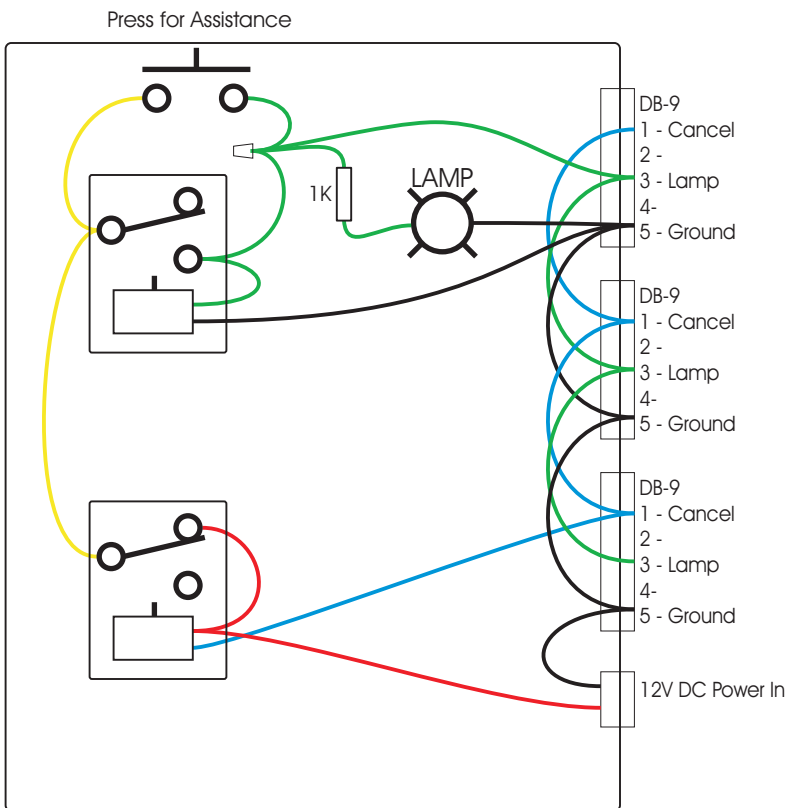 Press for Assistance
DB-9
1 - Cancel
2 -
3 - Lamp
4-
5 - Ground
LAMP
1K
DB-9
1 - Cancel
2 -
3 - Lamp
4-
5 - Ground
DB-9
1 - Cancel
2 -
3 - Lamp
4-
5 - Ground
12V DC Power In